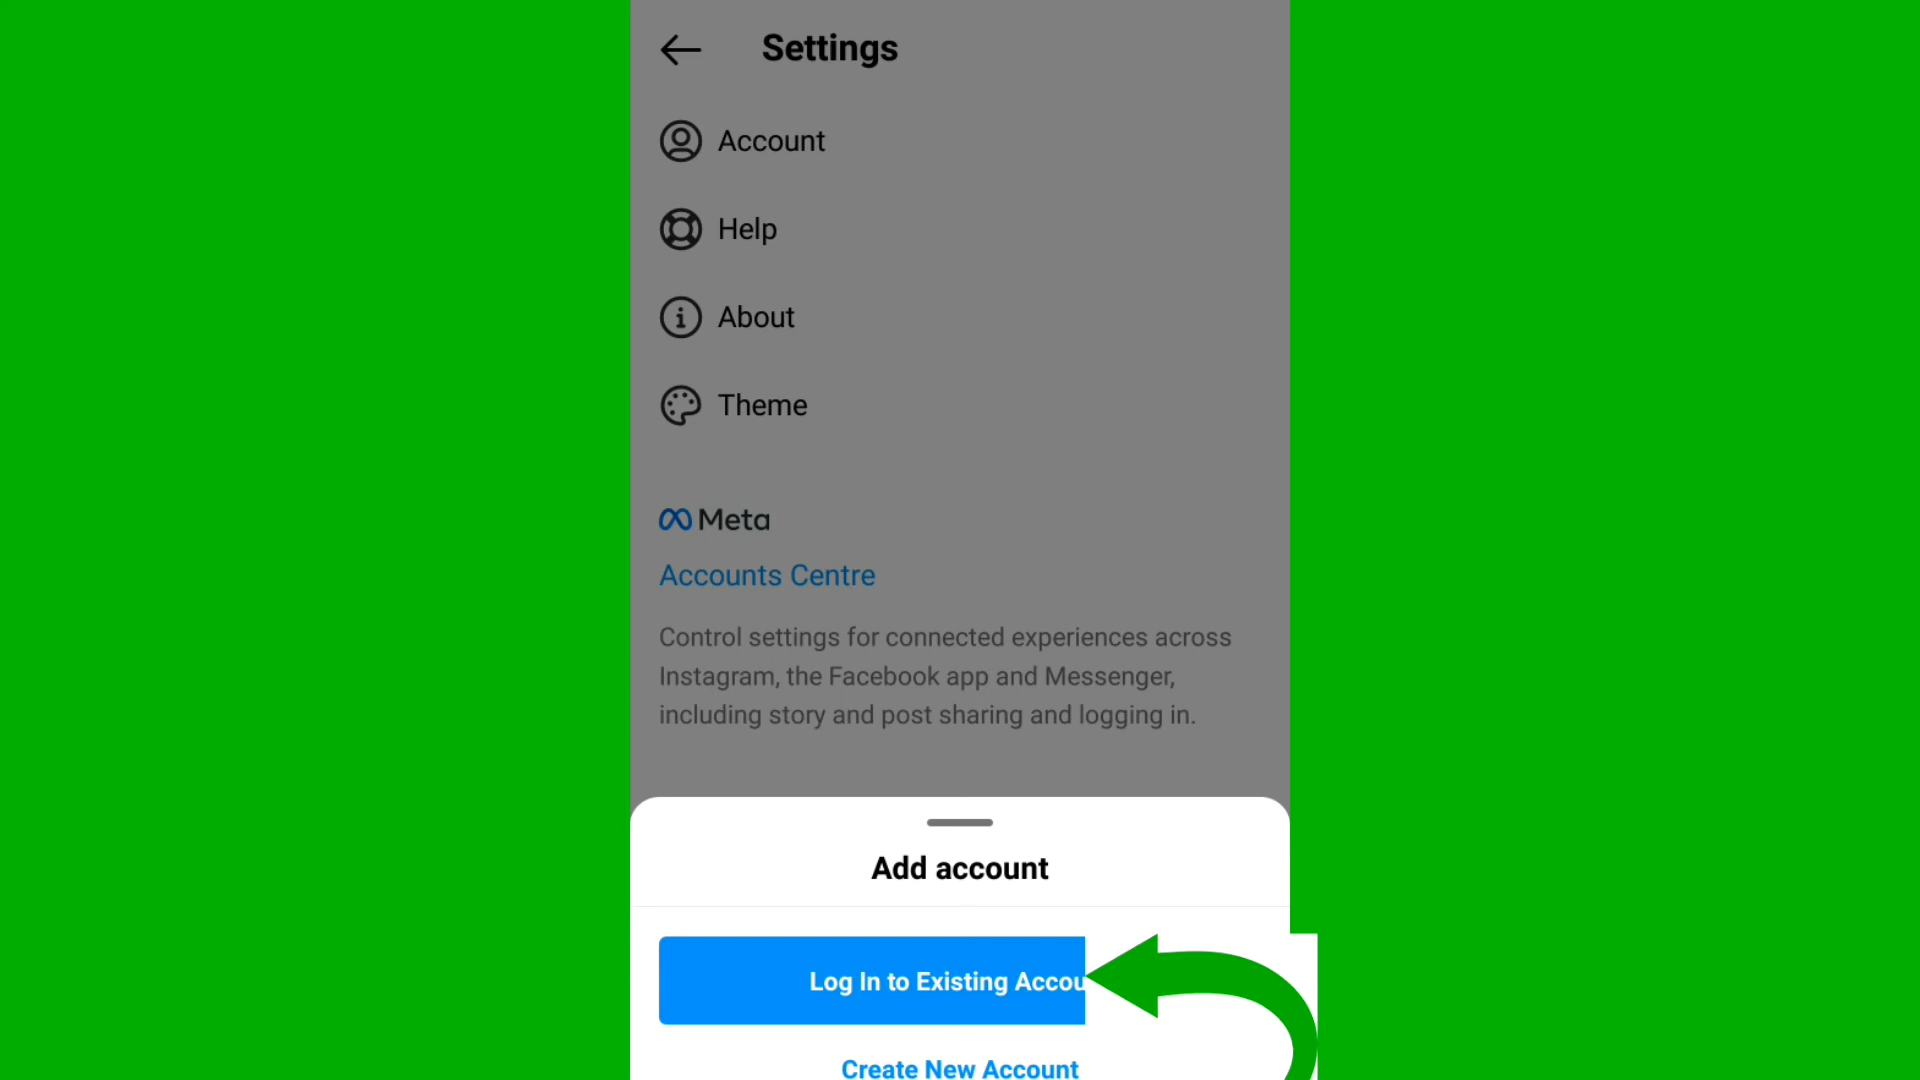 Settings
Account
Help
About
Theme
Meta
Accounts Centre
Control settings for connected experiences across
Instagram, the Facebook app and Messenger,
including story and post sharing and logging in.
Add account
Log In to Existing Accou
Create New Account